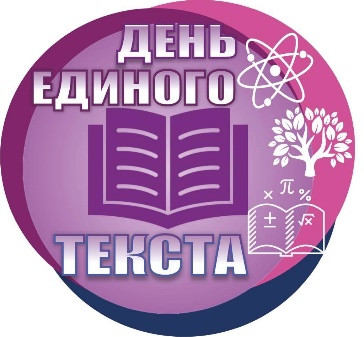 ДЕНЬ
ЕДИНОГО
ТЕКСТА
× π %
± √x